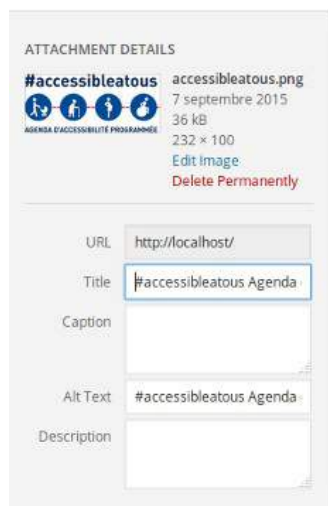 ATTACHMENT DETAILS
#accessibleatous
AGENDA D'ACCESSIBILITÉ PROGRAMMÉE
accessibleatous.png
7 septembre 2015
36 kB
232 × 100
Edit Image
Delete Permanently
URL http://localhost/
Title #accessibleatous Agenda
Caption
Alt Text #accessibleatous Agenda
Description